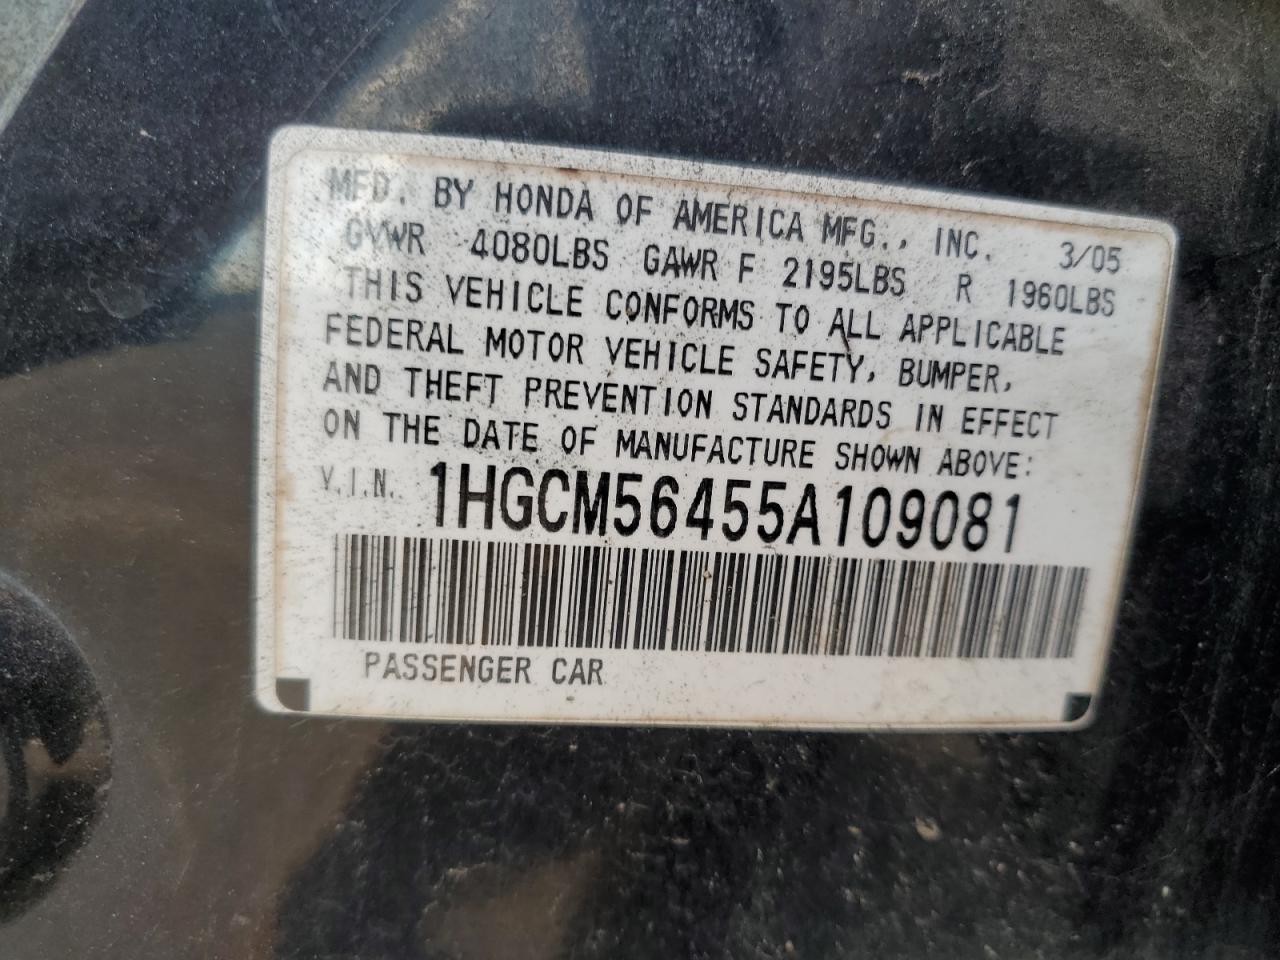 MFD. BY HONDA OF AMERICA MFG., INC. 3/05
GVWR 4080LBS GAWR F 2195LBS R 1960LBS
THIS VEHICLE CONFORMS TO ALL APPLICABLE
FEDERAL MOTOR VEHICLE SAFETY, BUMPER,
AND THEFT PREVENTION STANDARDS IN EFFECT
ON THE DATE OF MANUFACTURE SHOWN ABOVE:
V.I.N. 1HGCM56455A109081
PASSENGER CAR